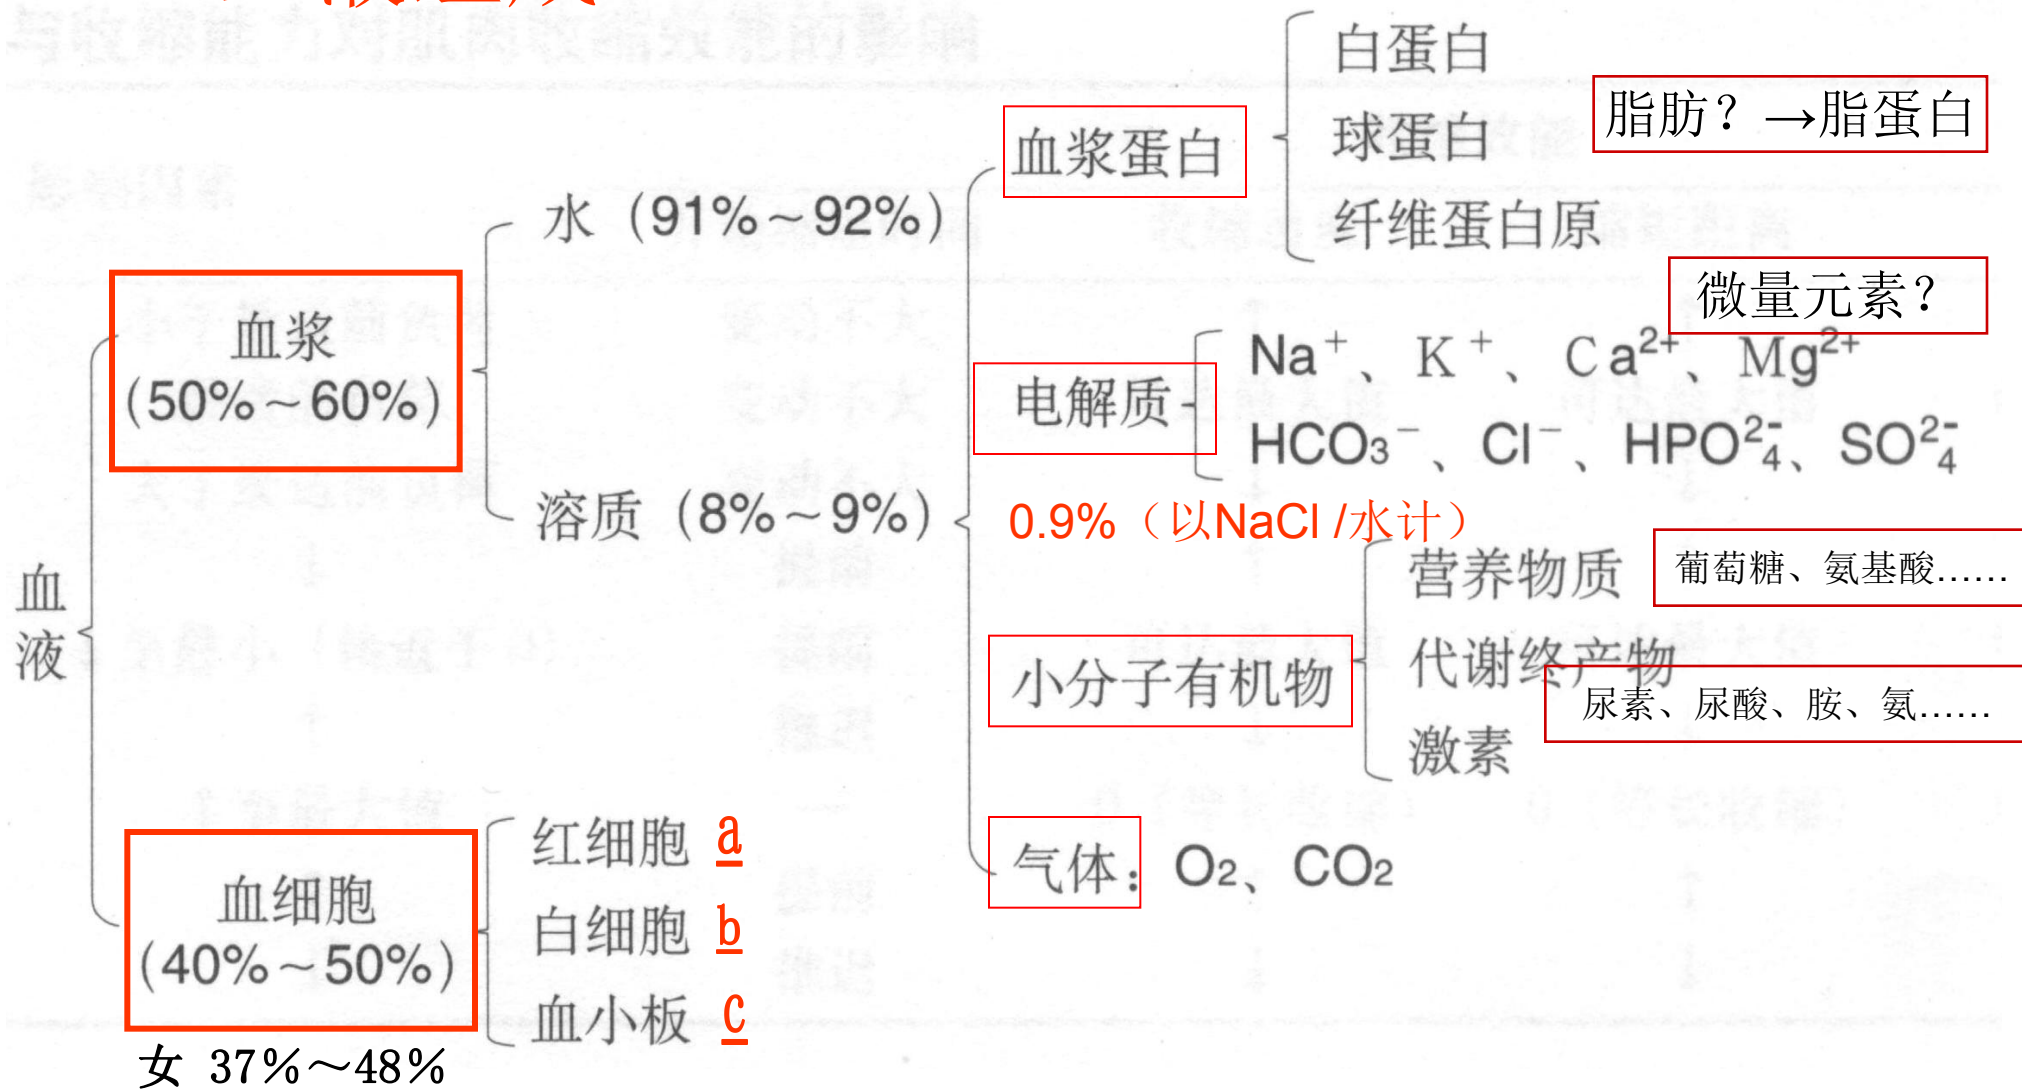 白蛋白
脂肪？→脂蛋白
血浆蛋白
球蛋白
水（91%～92%）
纤维蛋白原
微量元素？
血浆
(50%～60%)
电解质
Na⁺、K⁺、Ca²⁺、Mg²⁺
HCO₃⁻、Cl⁻、HPO₄²⁻、SO₄²⁻
溶质（8%～9%）
0.9%（以NaCl /水计）
营养物质
葡萄糖、氨基酸……
血液
小分子有机物
代谢终产物
尿素、尿酸、胺、氨……
激素
红细胞 a
气体：O₂、CO₂
血细胞
(40%～50%)
白细胞 b
血小板 c
女 37%～48%